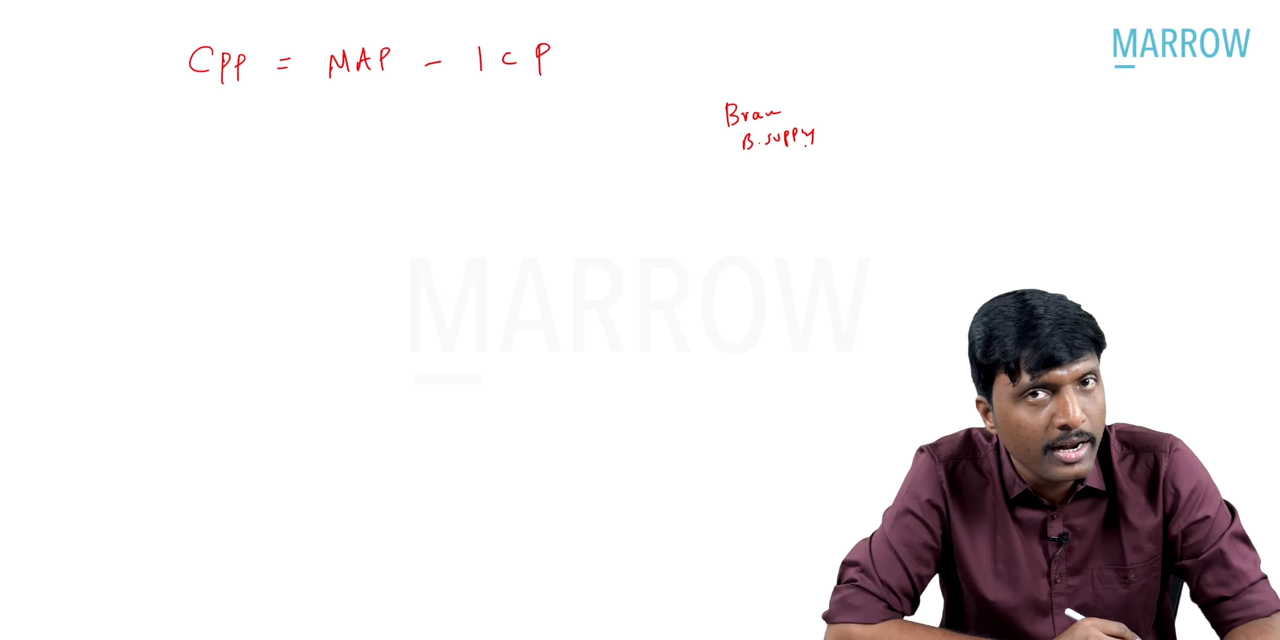 CPP = MAP - ICP
MARROW
Brain
B. supply
MARROW